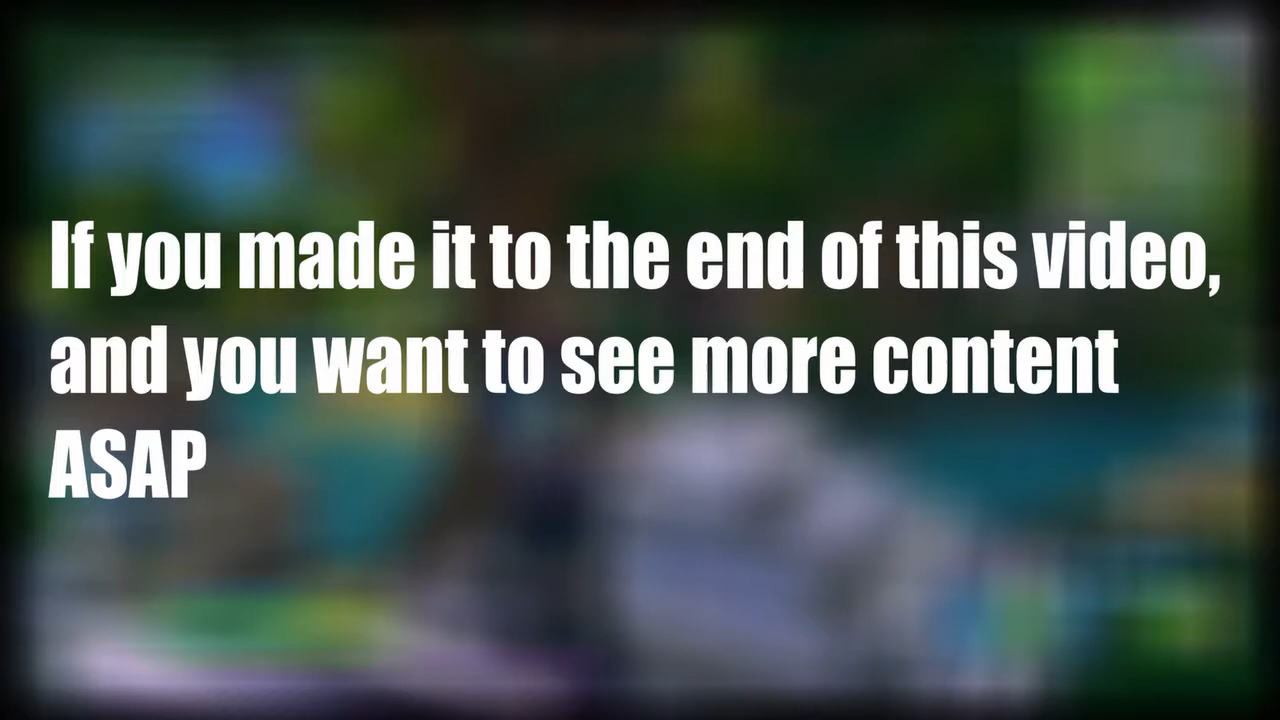 If you made it to the end of this video,
and you want to see more content
ASAP